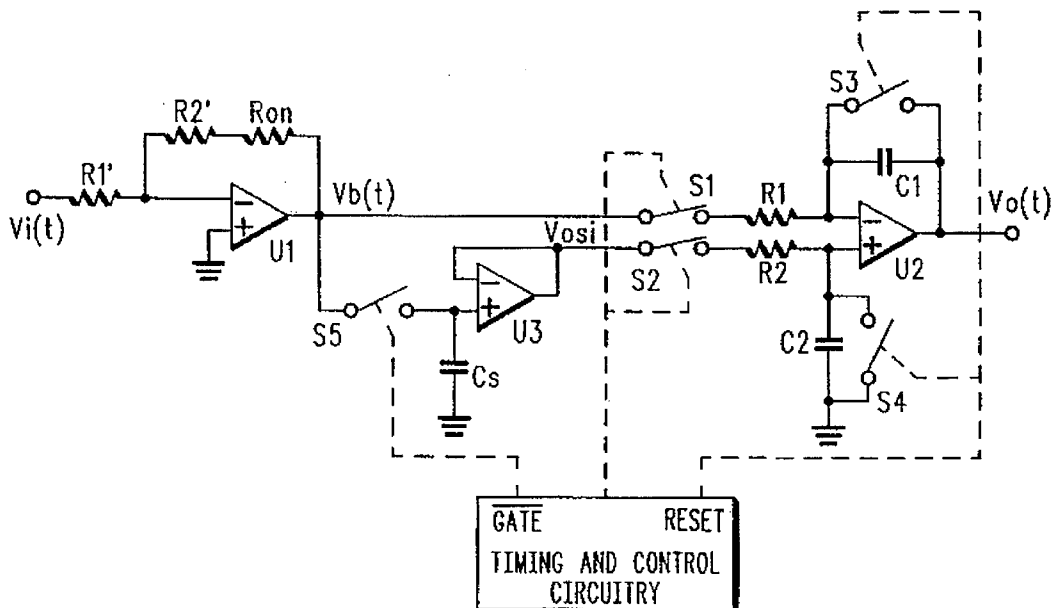 S3
R2' Ron
R1'
C1
Vi(t)
U1
Vb(t)
S1
R1
Vo(t)
Vosi
S2
R2
U2
S5
U3
Cs
C2
S4
GATE RESET
TIMING AND CONTROL
CIRCUITRY